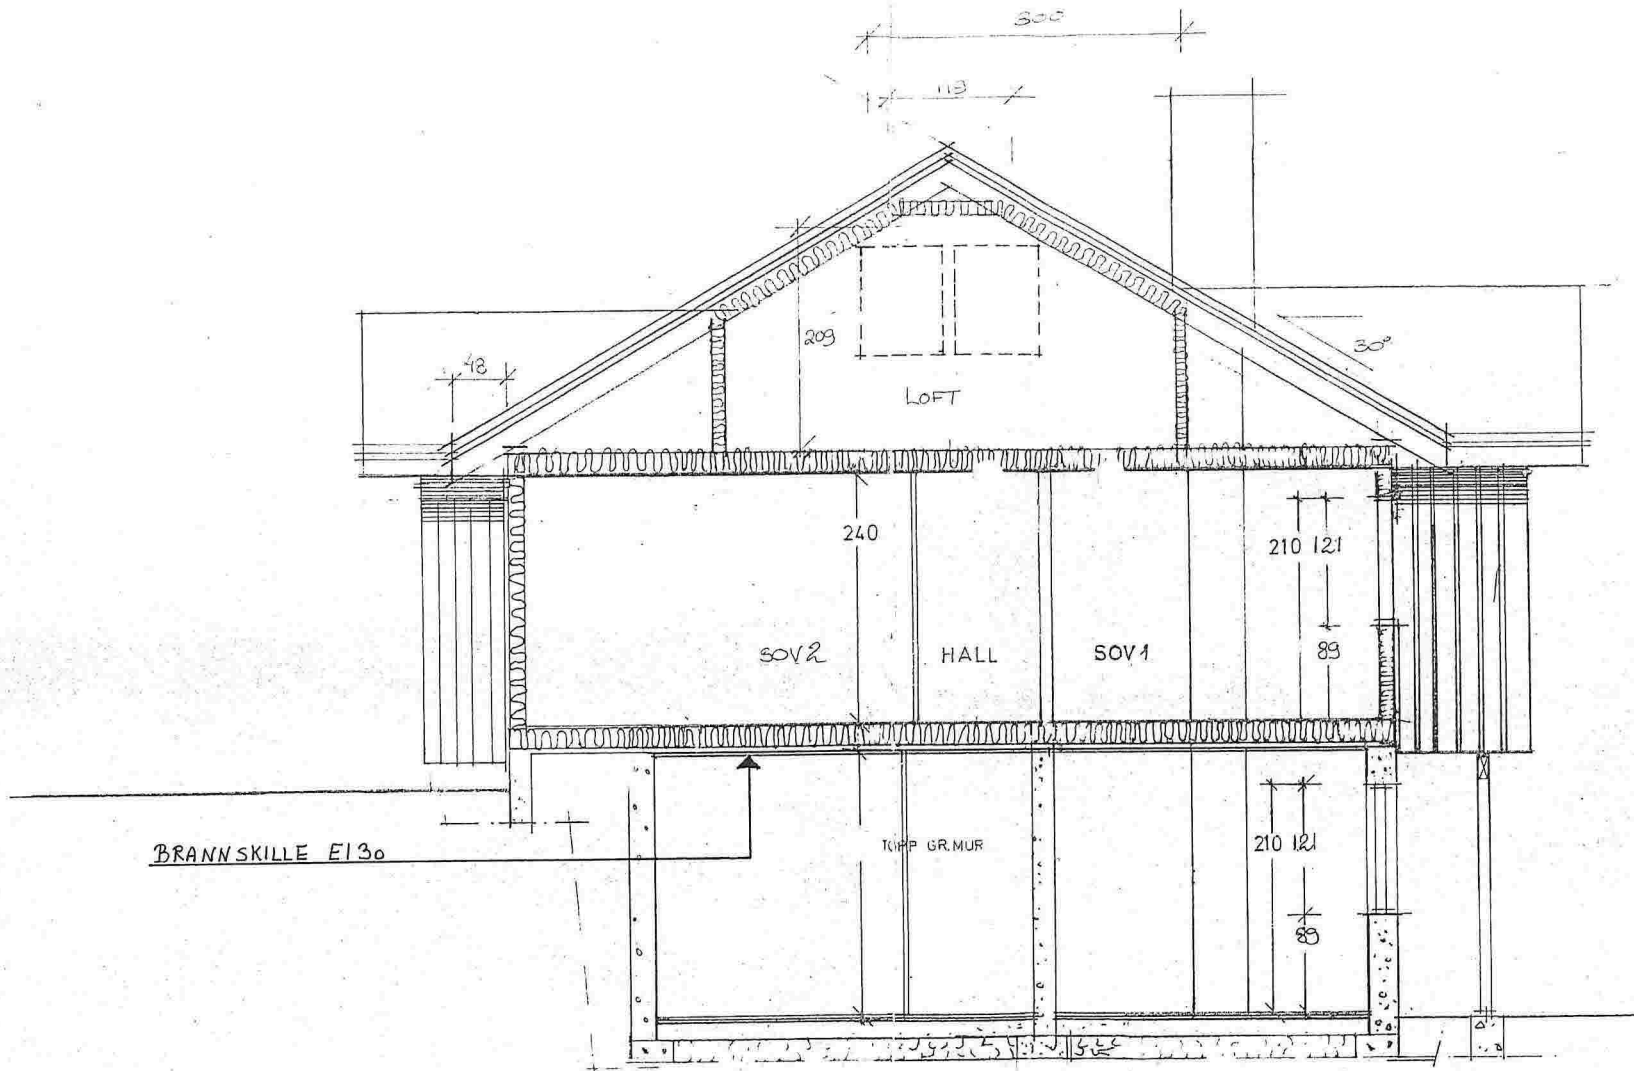 300
113
209
48
30°
LOFT
240
210 121
SOV2 HALL SOV1
89
BRANNSKILLE EI30
TOPP GR.MUR
210 121
89